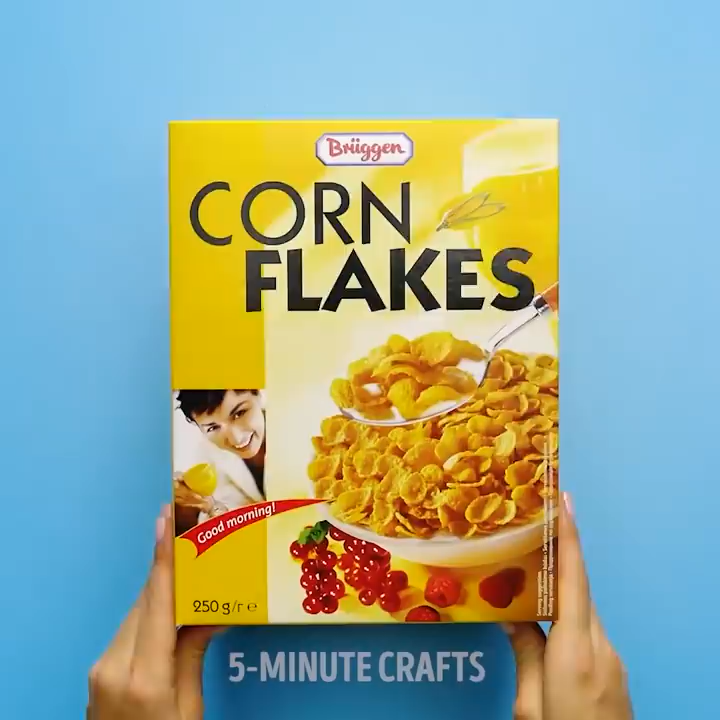 Brüggen
CORN
FLAKES
Good morning!
250 g/г e
5-MINUTE CRAFTS